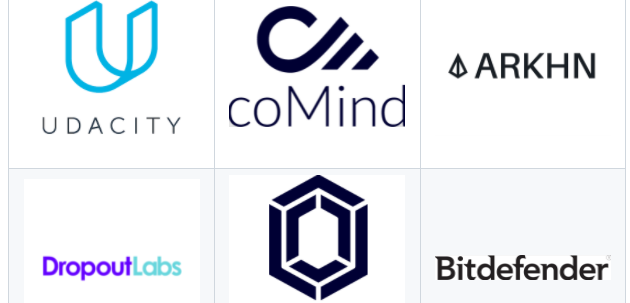 UDACITY
coMind
ARKHN
DropoutLabs
Bitdefender